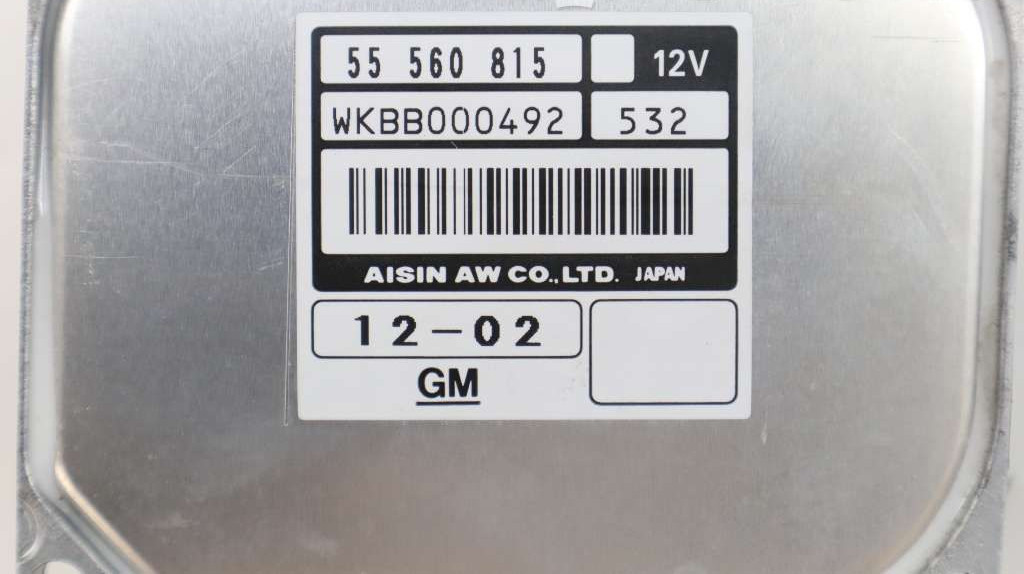 55 560 815 12V
WKBB000492 532
AISIN AW CO.,LTD. JAPAN
12-02
GM